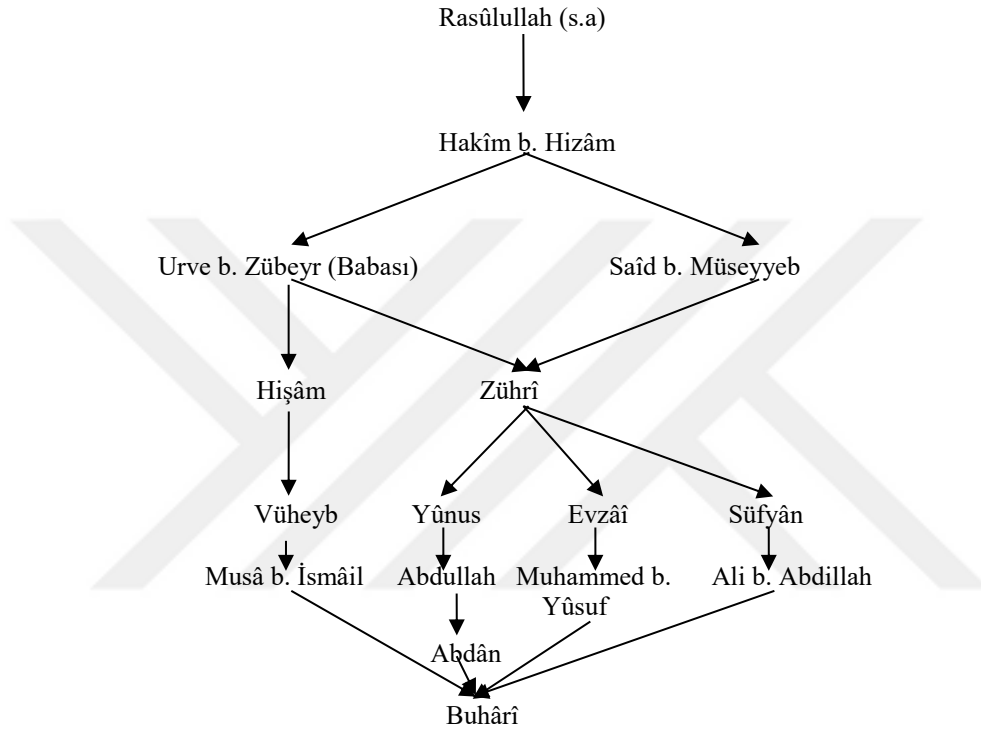 Rasûlullah (s.a)
Hakîm b. Hizâm
Urve b. Zübeyr (Babası)
Saîd b. Müseyyeb
Hişâm
Zührî
Vüheyb
Yûnus
Evzâî
Süfyân
Musâ b. İsmâil
Abdullah
Muhammed b.
Yûsuf
Ali b. Abdillah
Abdân
Buhârî